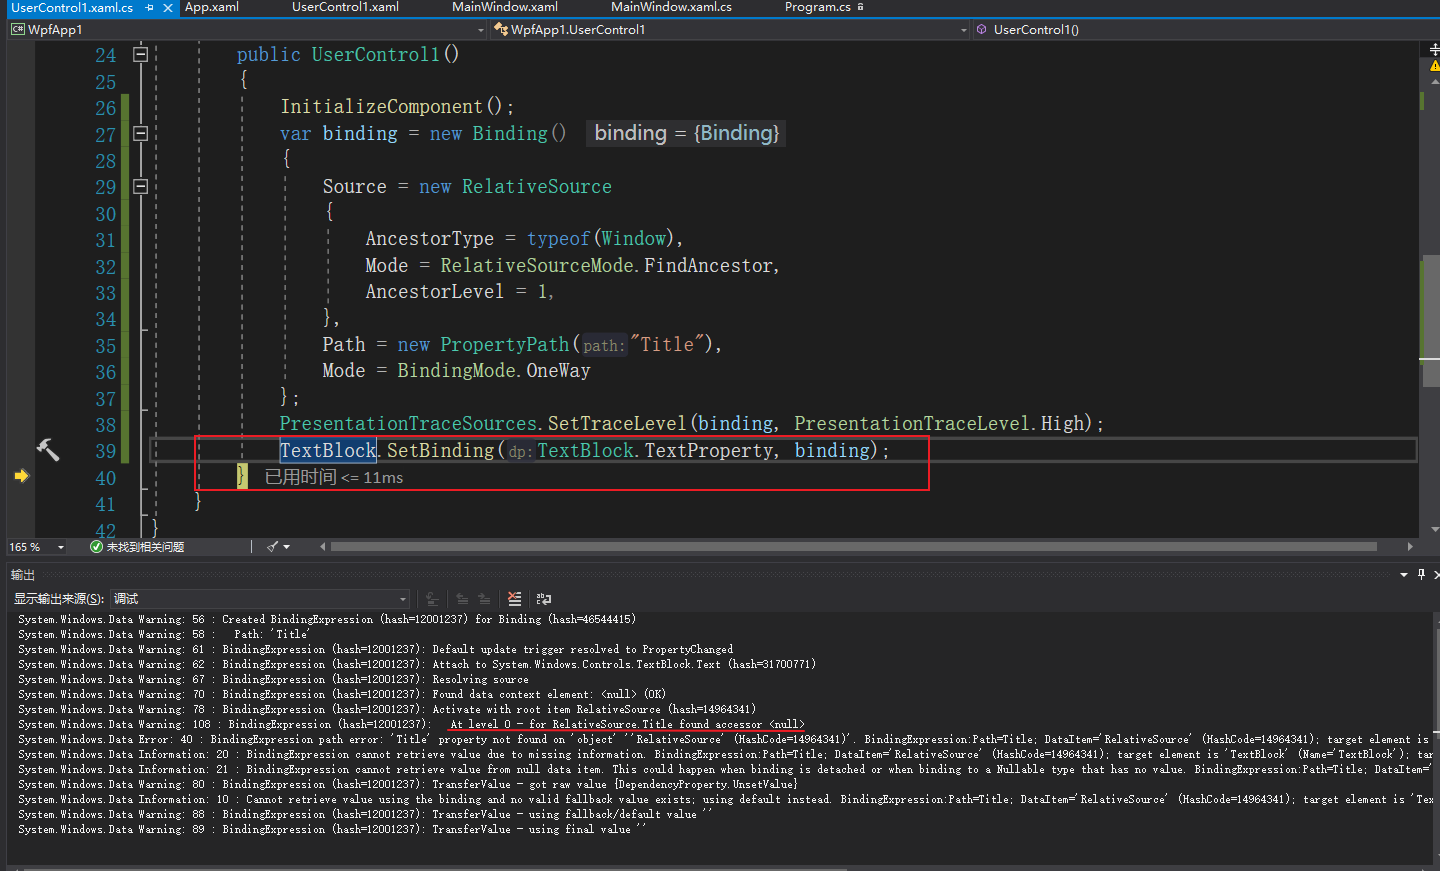 UserControl1.xaml.cs App.xaml UserControl1.xaml MainWindow.xaml MainWindow.xaml.cs Program.cs
C# WpfApp1 WpfApp1.UserControl1 UserControl1()
24 public UserControl1()
25 {
26 InitializeComponent();
27 var binding = new Binding() binding = {Binding}
28 {
29 Source = new RelativeSource
30 {
31 AncestorType = typeof(Window),
32 Mode = RelativeSourceMode.FindAncestor,
33 AncestorLevel = 1,
34 },
35 Path = new PropertyPath(path:"Title"),
36 Mode = BindingMode.OneWay
37 };
38 PresentationTraceSources.SetTraceLevel(binding, PresentationTraceLevel.High);
39 TextBlock.SetBinding(dp:TextBlock.TextProperty, binding);
40 } 已用时间 <= 11ms
41 }
42 }
165 % 未找到相关问题
输出
显示输出来源(S): 调试
System.Windows.Data Warning: 56 : Created BindingExpression (hash=12001237) for Binding (hash=46544415)
System.Windows.Data Warning: 58 :   Path: 'Title'
System.Windows.Data Warning: 61 : BindingExpression (hash=12001237): Default update trigger resolved to PropertyChanged
System.Windows.Data Warning: 62 : BindingExpression (hash=12001237): Attach to System.Windows.Controls.TextBlock.Text (hash=31700771)
System.Windows.Data Warning: 67 : BindingExpression (hash=12001237): Resolving source
System.Windows.Data Warning: 70 : BindingExpression (hash=12001237): Found data context element: <null> (OK)
System.Windows.Data Warning: 78 : BindingExpression (hash=12001237): Activate with root item RelativeSource (hash=14964341)
System.Windows.Data Warning: 108 : BindingExpression (hash=12001237):   At level 0 - for RelativeSource.Title found accessor <null>
System.Windows.Data Error: 40 : BindingExpression path error: 'Title' property not found on 'object' ''RelativeSource' (HashCode=14964341)'. BindingExpression:Path=Title; DataItem='RelativeSource' (HashCode=14964341); target element is
System.Windows.Data Information: 20 : BindingExpression cannot retrieve value due to missing information. BindingExpression:Path=Title; DataItem='RelativeSource' (HashCode=14964341); target element is 'TextBlock' (Name='TextBlock'); tar
System.Windows.Data Information: 21 : BindingExpression cannot retrieve value from null data item. This could happen when binding is detached or when binding to a Nullable type that has no value. BindingExpression:Path=Title; DataItem='
System.Windows.Data Warning: 80 : BindingExpression (hash=12001237): TransferValue - got raw value {DependencyProperty.UnsetValue}
System.Windows.Data Information: 10 : Cannot retrieve value using the binding and no valid fallback value exists; using default instead. BindingExpression:Path=Title; DataItem='RelativeSource' (HashCode=14964341); target element is 'Tex
System.Windows.Data Warning: 88 : BindingExpression (hash=12001237): TransferValue - using fallback/default value ''
System.Windows.Data Warning: 89 : BindingExpression (hash=12001237): TransferValue - using final value ''